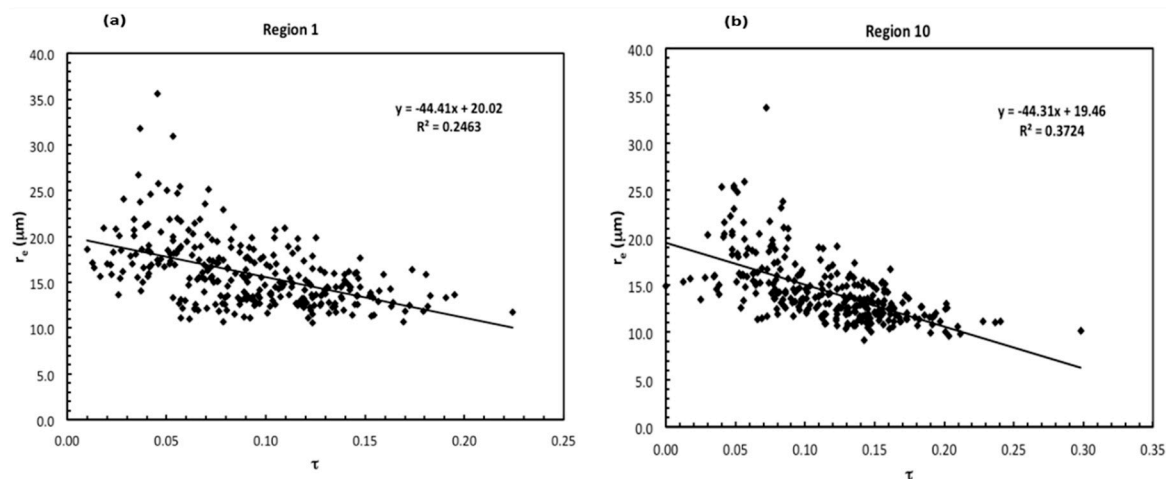 (a)
Region 1
40.0
35.0
30.0
25.0
20.0
15.0
10.0
5.0
0.0
rₑ (μm)
y = -44.41x + 20.02
R² = 0.2463
0.00 0.05 0.10 0.15 0.20 0.25
τ
(b)
Region 10
40.0
35.0
30.0
25.0
20.0
15.0
10.0
5.0
0.0
rₑ (μm)
y = -44.31x + 19.46
R² = 0.3724
0.00 0.05 0.10 0.15 0.20 0.25 0.30 0.35
τ